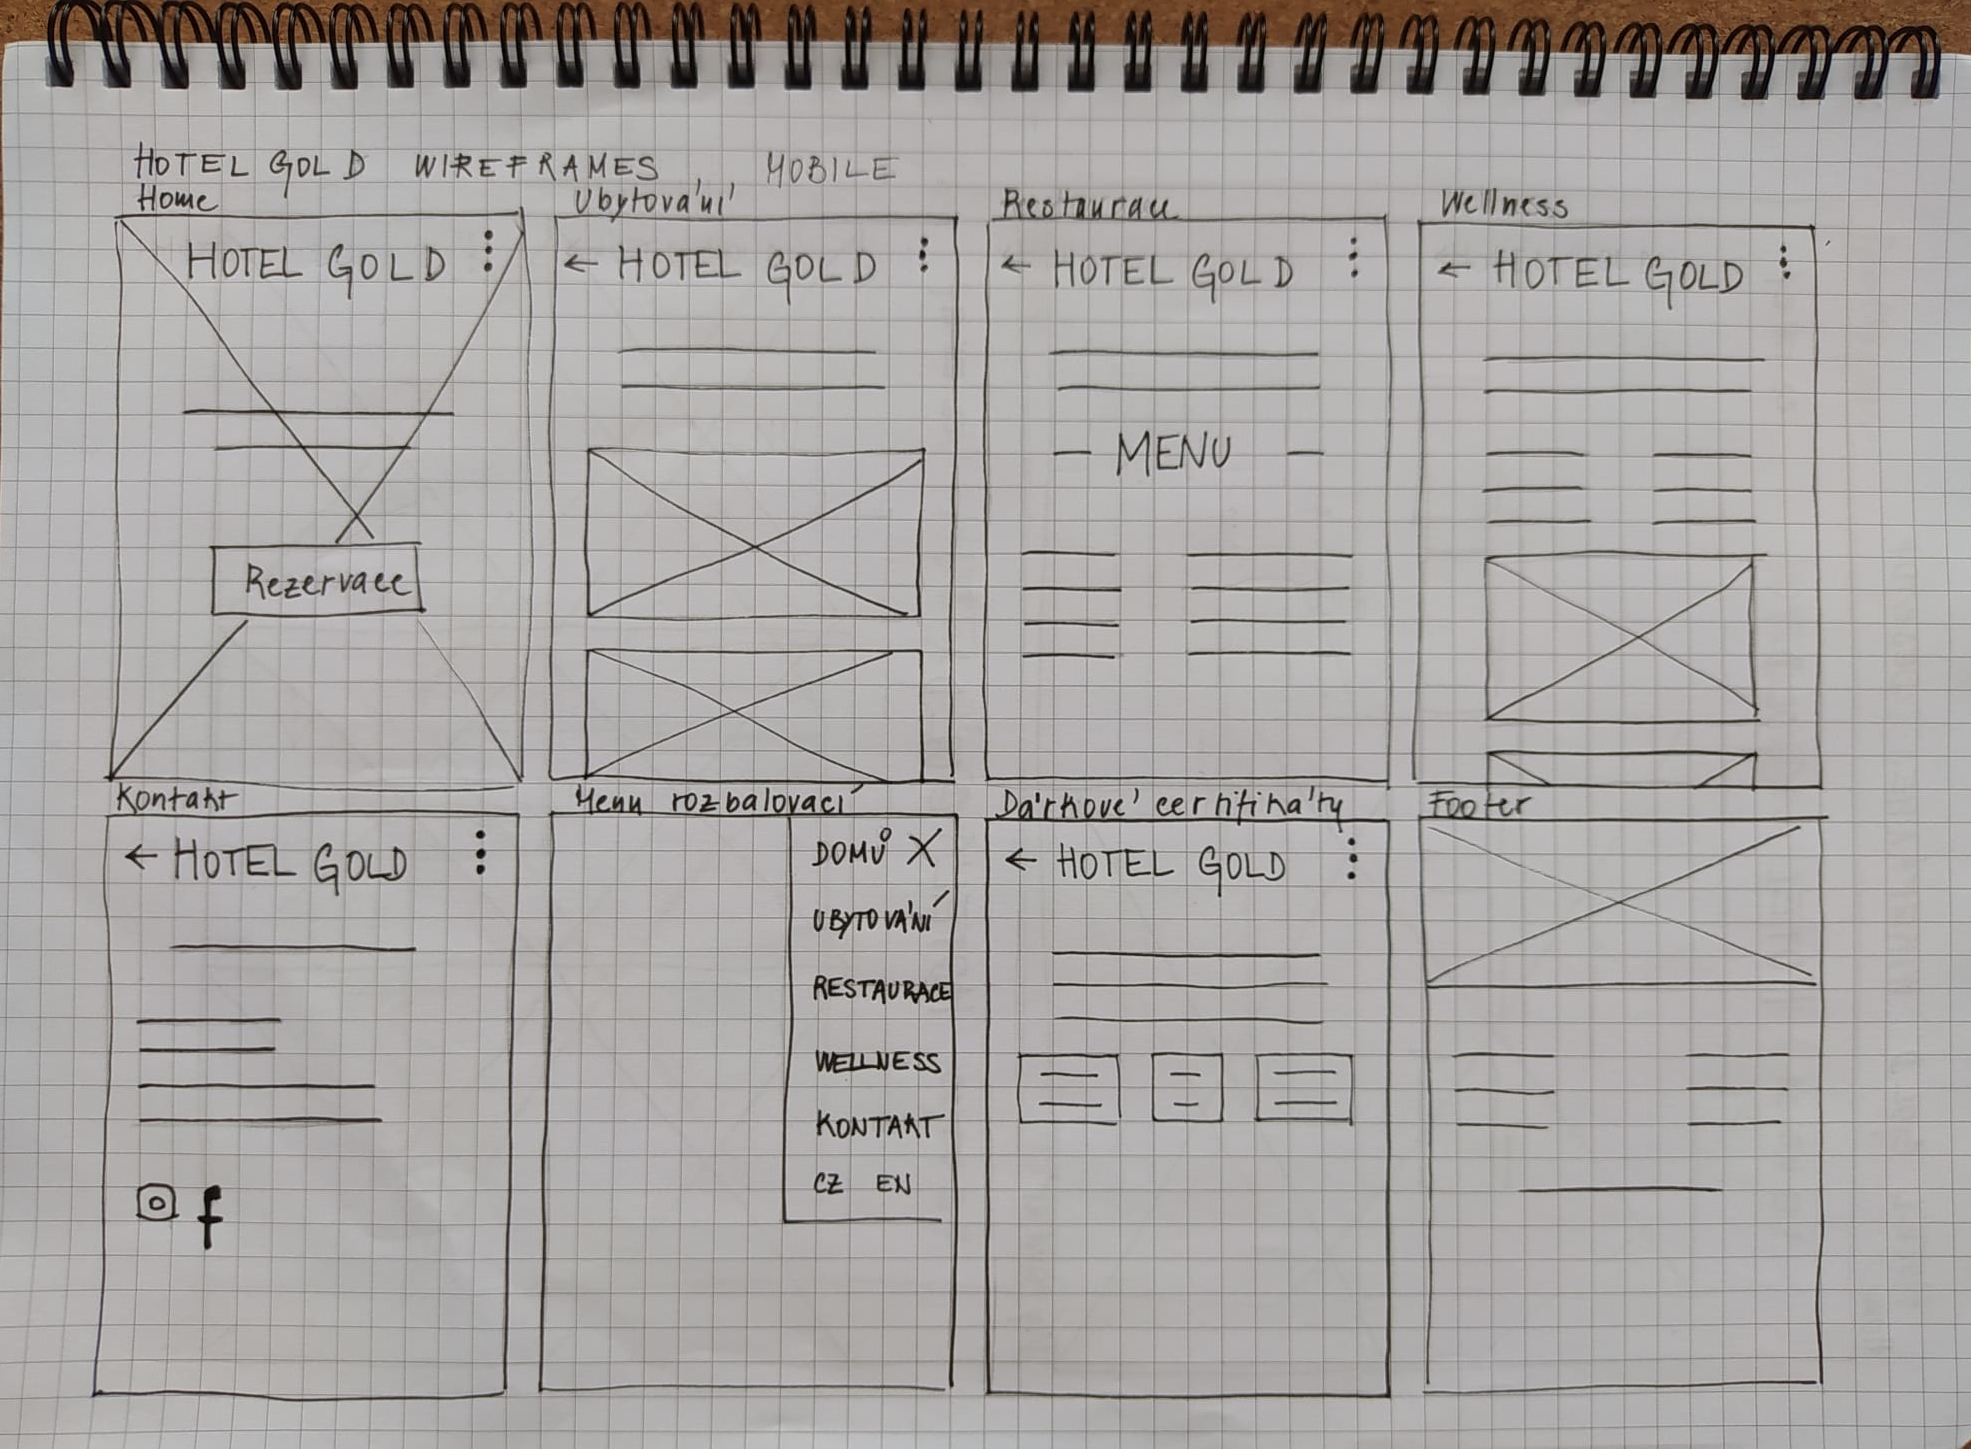 HOTEL GOLD WIREFRAMES, MOBILE
Home
HOTEL GOLD
Rezervace
Ubytování
← HOTEL GOLD
Restaurace
← HOTEL GOLD
— MENU —
Wellness
← HOTEL GOLD
Kontakt
← HOTEL GOLD
f
Menu rozbalovací
DOMŮ X
UBYTOVÁNÍ
RESTAURACE
WELLNESS
KONTAKT
CZ EN
Dárkové certifikáty
← HOTEL GOLD
Footer